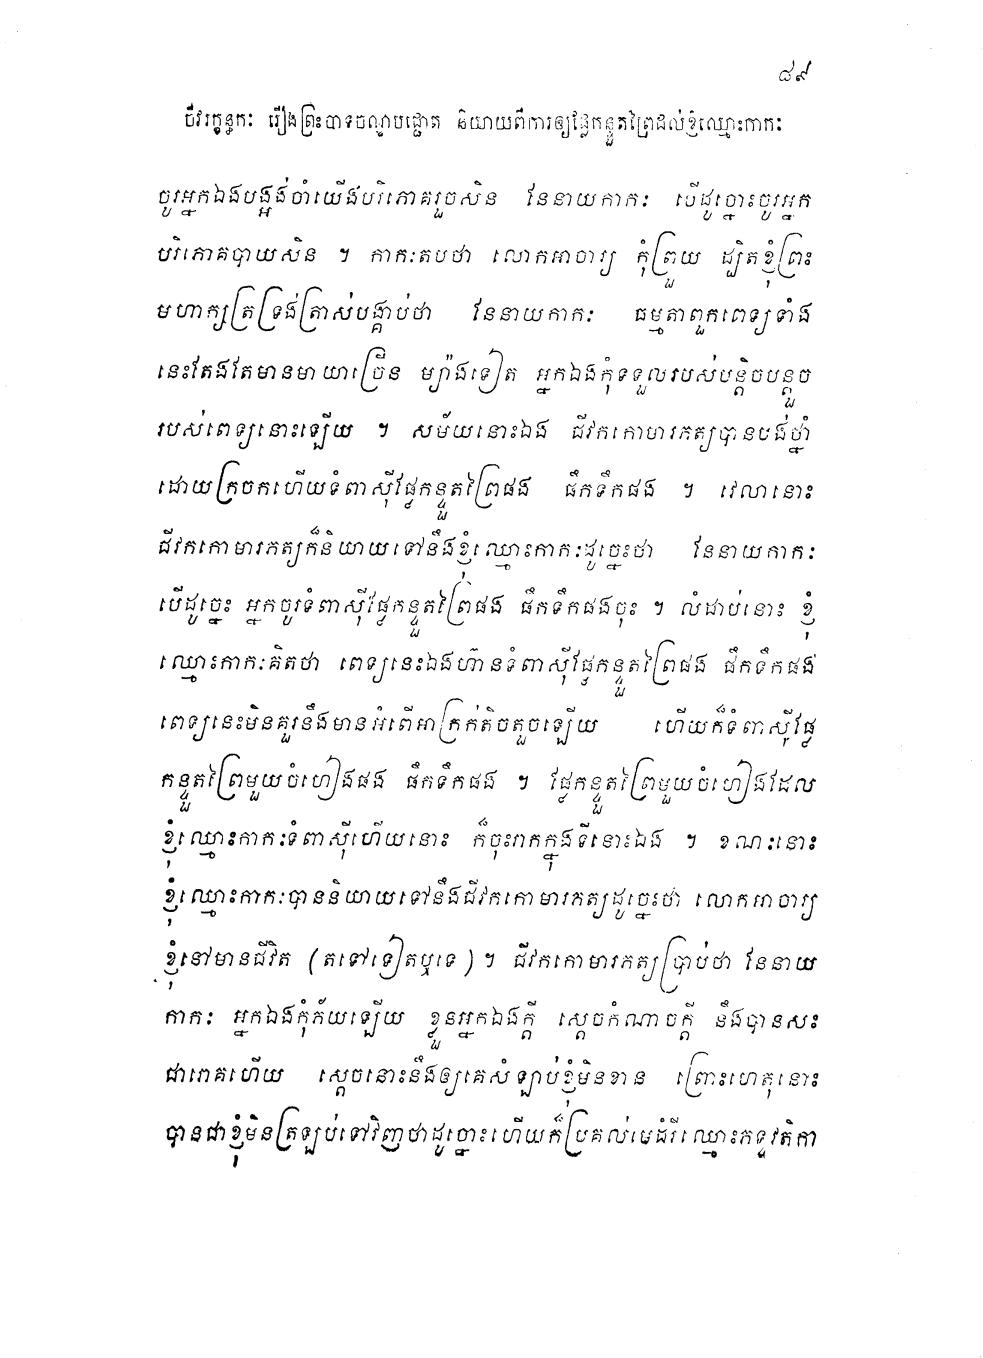 ៨៩
ចីវរក្ខន្ធកៈ រឿងព្រះបាទចណ្ឌប្បជ្ជោត និយាយពីការឲ្យផ្លែកន្ទួតព្រៃដល់ខ្ញុំឈ្មោះកាកៈ
ចូរអ្នកឯងបង្អង់ចាំយើងបរិភោគរួចសិន នែនាយកាកៈ បើដូច្នោះចូរអ្នក
បរិភោគបាយសិន ។ កាកៈតបថា លោកអាចារ្យ កុំព្រួយ ដ្បិតខ្ញុំព្រះ
មហាក្សត្រទ្រង់ត្រាស់បង្គាប់ថា នែនាយកាកៈ ធម្មតាពួកពេទ្យទាំង
នេះតែងតែមានមាយាច្រើន ម្យ៉ាងទៀត អ្នកឯងកុំទទួលរបស់បន្តិចបន្តួច
របស់ពេទ្យនោះឡើយ ។ សម័យនោះឯង ជីវកកោមារភត្យបានបង់ថ្នាំ
ដោយក្រចកហើយទំពាស៊ីផ្លែកន្ទួតព្រៃផង ផឹកទឹកផង ។ វេលានោះ
ជីវកកោមារភត្យក៏និយាយទៅនឹងខ្ញុំឈ្មោះកាកៈដូច្នេះថា នែនាយកាកៈ
បើដូច្នេះ អ្នកចូរទំពាស៊ីផ្លែកន្ទួតព្រៃផង ផឹកទឹកផងចុះ ។ លំដាប់នោះ ខ្ញុំ
ឈ្មោះកាកៈគិតថា ពេទ្យនេះឯងហ៊ានទំពាស៊ីផ្លែកន្ទួតព្រៃផង ផឹកទឹកផង
ពេទ្យនេះមិនគួរនឹងមានអំពើអាក្រក់តិចតួចឡើយ ហើយក៏ទំពាស៊ីផ្លែ
កន្ទួតព្រៃមួយចំហៀងផង ផឹកទឹកផង ។ ផ្លែកន្ទួតព្រៃមួយចំហៀងដែល
ខ្ញុំឈ្មោះកាកៈទំពាស៊ីហើយនោះ ក៏ចុះរាកក្នុងទីនោះឯង ។ ខណៈនោះ
ខ្ញុំឈ្មោះកាកៈបាននិយាយទៅនឹងជីវកកោមារភត្យដូច្នេះថា លោកអាចារ្យ
ខ្ញុំនៅមានជីវិត (តទៅទៀតឬទេ) ។ ជីវកកោមារភត្យប្រាប់ថា នែនាយ
កាកៈ អ្នកឯងកុំភ័យឡើយ ខ្លួនអ្នកឯងក្តី ស្តេចកំណាចក្តី នឹងបានសះ
ជារោគហើយ ស្តេចនោះនឹងឲ្យគេសំឡាប់ខ្ញុំមិនខាន ព្រោះហេតុនោះ
បានជាខ្ញុំមិនត្រឡប់ទៅវិញថាដូច្នោះហើយក៏ប្រគល់មេដំរីឈ្មោះភទ្ទវតិកា